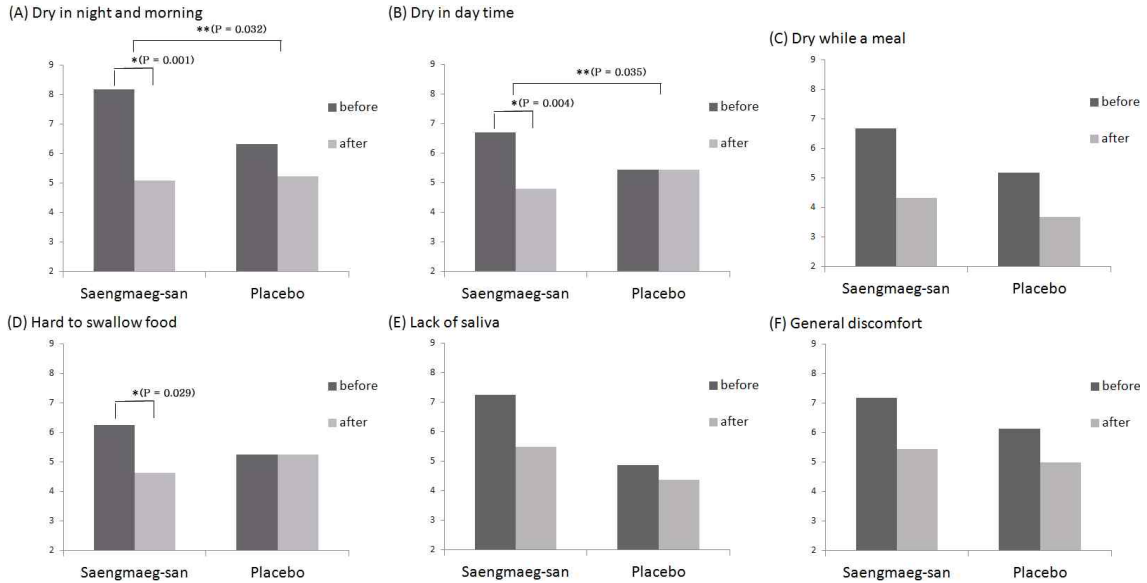 (A) Dry in night and morning
**(P = 0.032)
*(P = 0.001)
9
8
7
6
5
4
3
2
before
after
Saengmaeg-san Placebo
(B) Dry in day time
**(P = 0.035)
*(P = 0.004)
9
8
7
6
5
4
3
2
before
after
Saengmaeg-san Placebo
(C) Dry while a meal
9
8
7
6
5
4
3
2
before
after
Saengmaeg-san Placebo
(D) Hard to swallow food
*(P = 0.029)
9
8
7
6
5
4
3
2
before
after
Saengmaeg-san Placebo
(E) Lack of saliva
9
8
7
6
5
4
3
2
before
after
Saengmaeg-san Placebo
(F) General discomfort
9
8
7
6
5
4
3
2
before
after
Saengmaeg-san Placebo